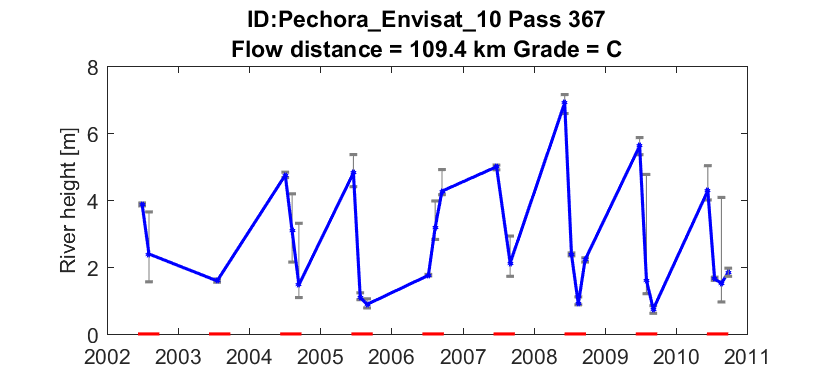 ID:Pechora_Envisat_10 Pass 367
Flow distance = 109.4 km Grade = C
River height [m]
8
6
4
2
0
2002 2003 2004 2005 2006 2007 2008 2009 2010 2011